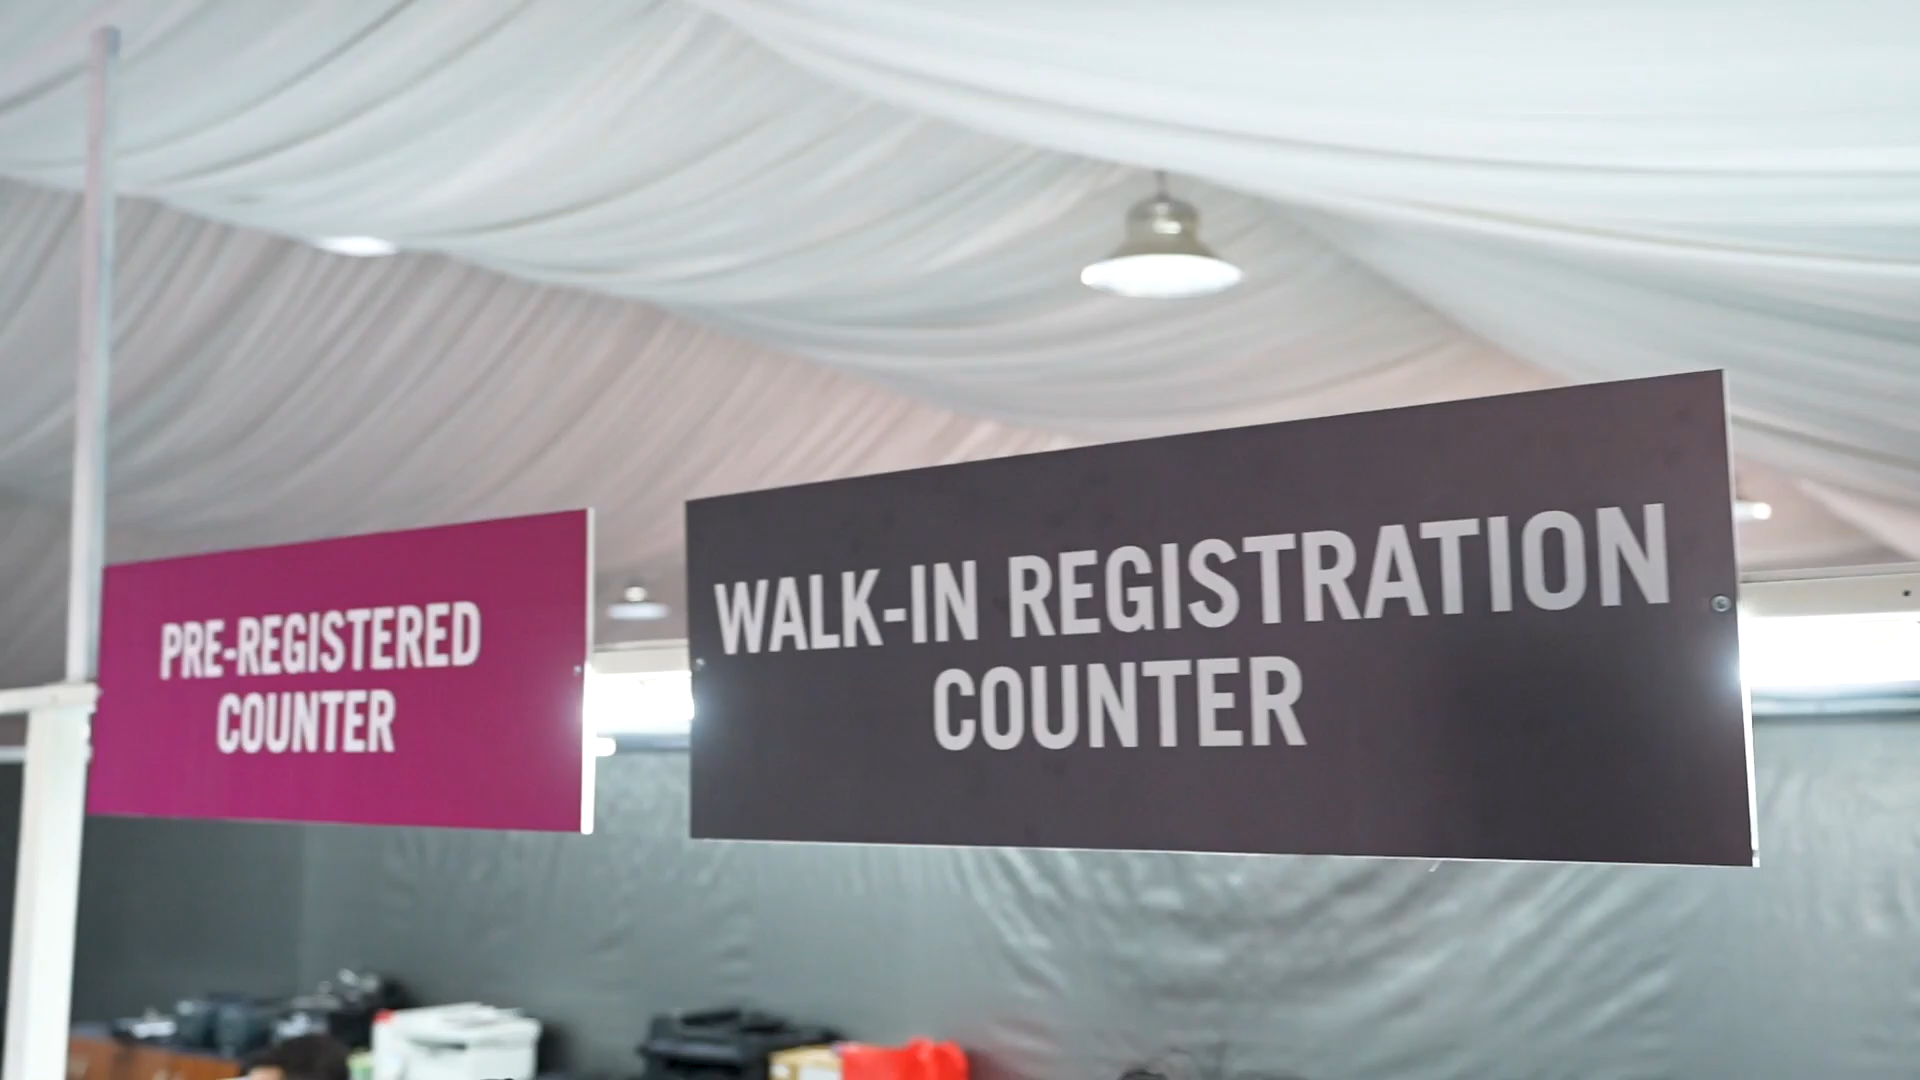 PRE-REGISTERED
COUNTER
WALK-IN REGISTRATION
COUNTER